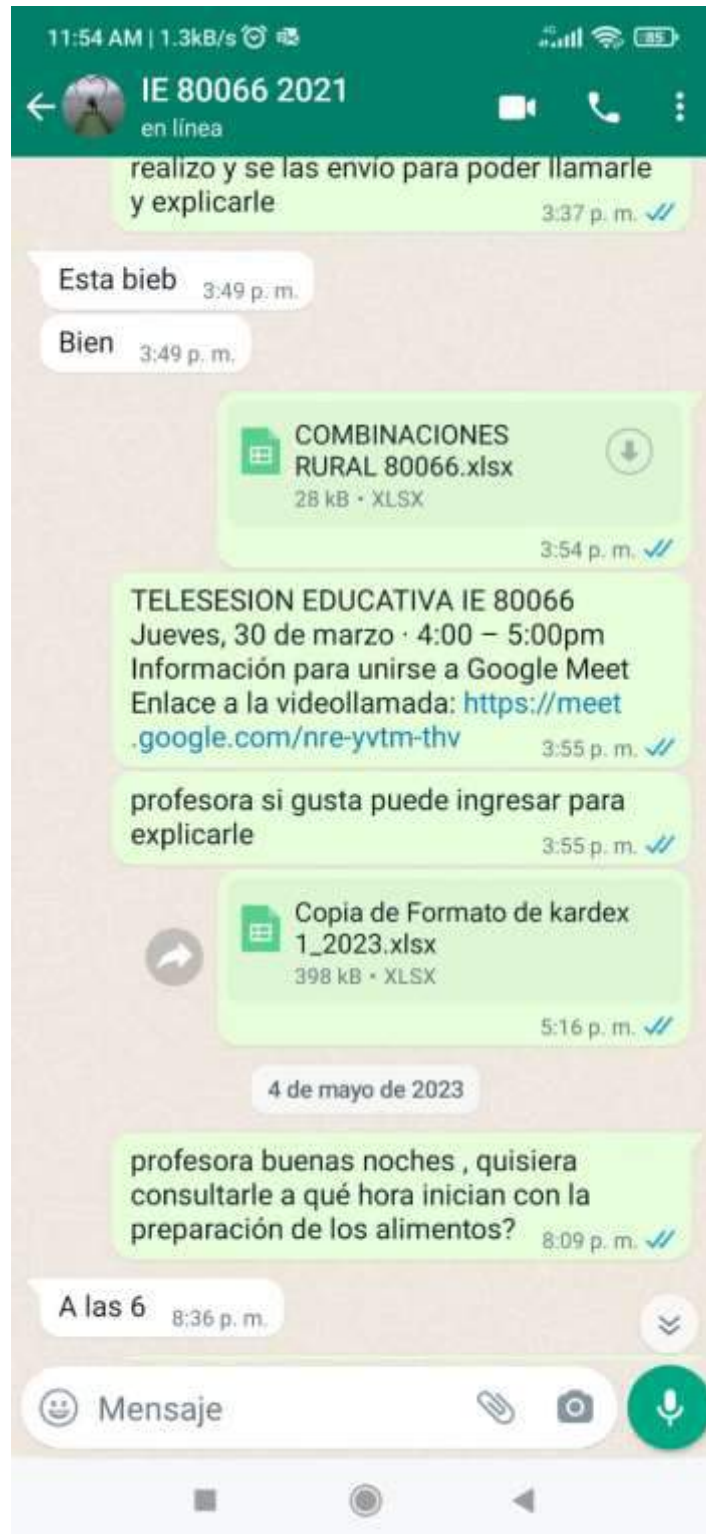 11:54 AM | 1.3kB/s
4G
85
IE 80066 2021
en línea
realizo y se las envío para poder llamarle
y explicarle
3:37 p. m.
Esta bieb 3:49 p. m.
Bien 3:49 p. m.
COMBINACIONES
RURAL 80066.xlsx
28 kB • XLSX
3:54 p. m.
TELESESION EDUCATIVA IE 80066
Jueves, 30 de marzo · 4:00 – 5:00pm
Información para unirse a Google Meet
Enlace a la videollamada: https://meet
.google.com/nre-yvtm-thv
3:55 p. m.
profesora si gusta puede ingresar para
explicarle
3:55 p. m.
Copia de Formato de kardex
1_2023.xlsx
398 kB • XLSX
5:16 p. m.
4 de mayo de 2023
profesora buenas noches , quisiera
consultarle a qué hora inician con la
preparación de los alimentos?
8:09 p. m.
A las 6 8:36 p. m.
Mensaje